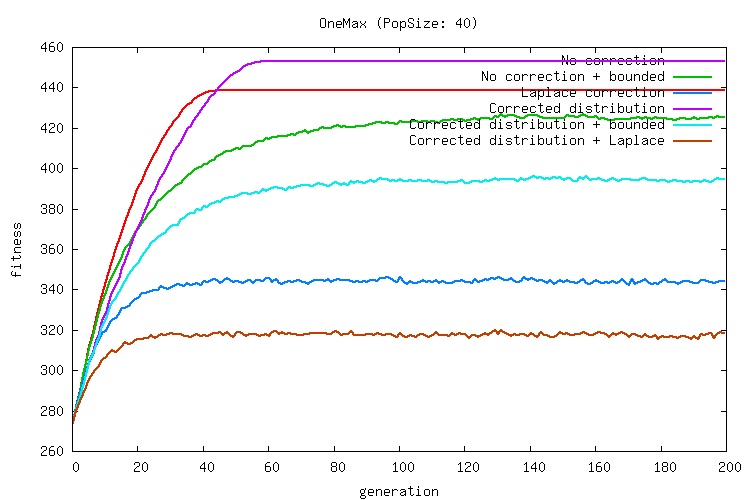 OneMax (PopSize: 40)
460
440
420
400
380
360
340
320
300
280
260
fitness
No correction
No correction + bounded
Laplace correction
Corrected distribution
Corrected distribution + bounded
Corrected distribution + Laplace
0 20 40 60 80 100 120 140 160 180 200
generation